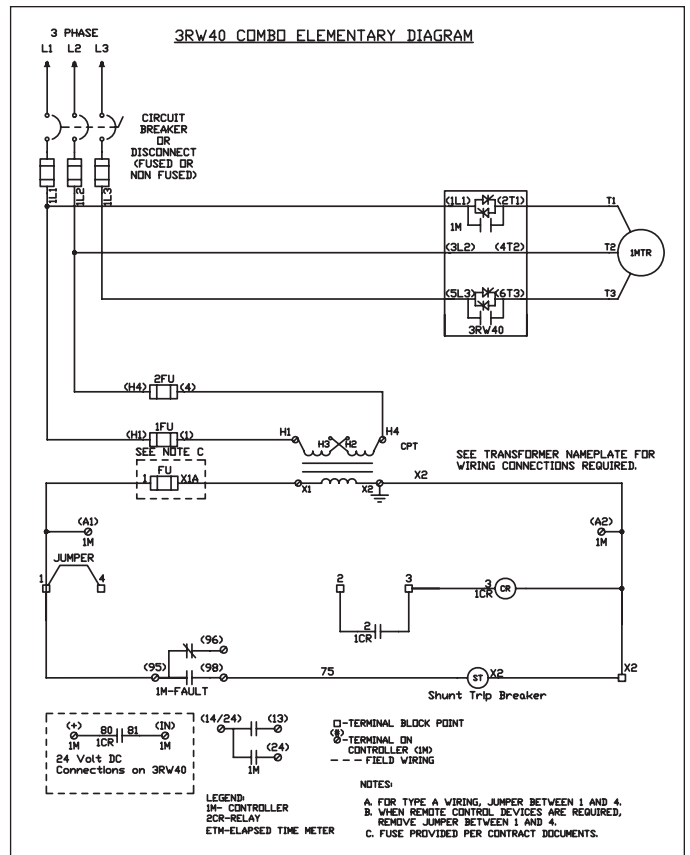 3RW40 COMBO ELEMENTARY DIAGRAM
3 PHASE
L1 L2 L3
CIRCUIT
BREAKER
OR
DISCONNECT
(FUSED OR
NON FUSED)
1L1
1L2
1L3
(1L1) (2T1)
T1
1M
(3L2) (4T2)
T2
1MTR
(5L3) (6T3)
T3
3RW40
2FU
(H4) (4)
1FU
(H1) (1)
H1
H3 H2
H4
CPT
SEE NOTE C
FU
1 X1A
X1
X2
X2
SEE TRANSFORMER NAMEPLATE FOR
WIRING CONNECTIONS REQUIRED.
(A1)
1M
(A2)
1M
JUMPER
1 4
2 3
3
1CR
CR
2
1CR
(96)
(95) (98)
1M-FAULT
75
ST
X2
X2
Shunt Trip Breaker
(+) 80 81 (IN)
1M 1CR 1M
24 Volt DC
Connections on 3RW40
(14/24) (13)
(24)
1M
□-TERMINAL BLOCK POINT
(#)
⌀-TERMINAL ON
CONTROLLER (1M)
---- FIELD WIRING
LEGEND:
1M- CONTROLLER
2CR-RELAY
ETM-ELAPSED TIME METER
NOTES:
A. FOR TYPE A WIRING, JUMPER BETWEEN 1 AND 4.
B. WHEN REMOTE CONTROL DEVICES ARE REQUIRED,
REMOVE JUMPER BETWEEN 1 AND 4.
C. FUSE PROVIDED PER CONTRACT DOCUMENTS.